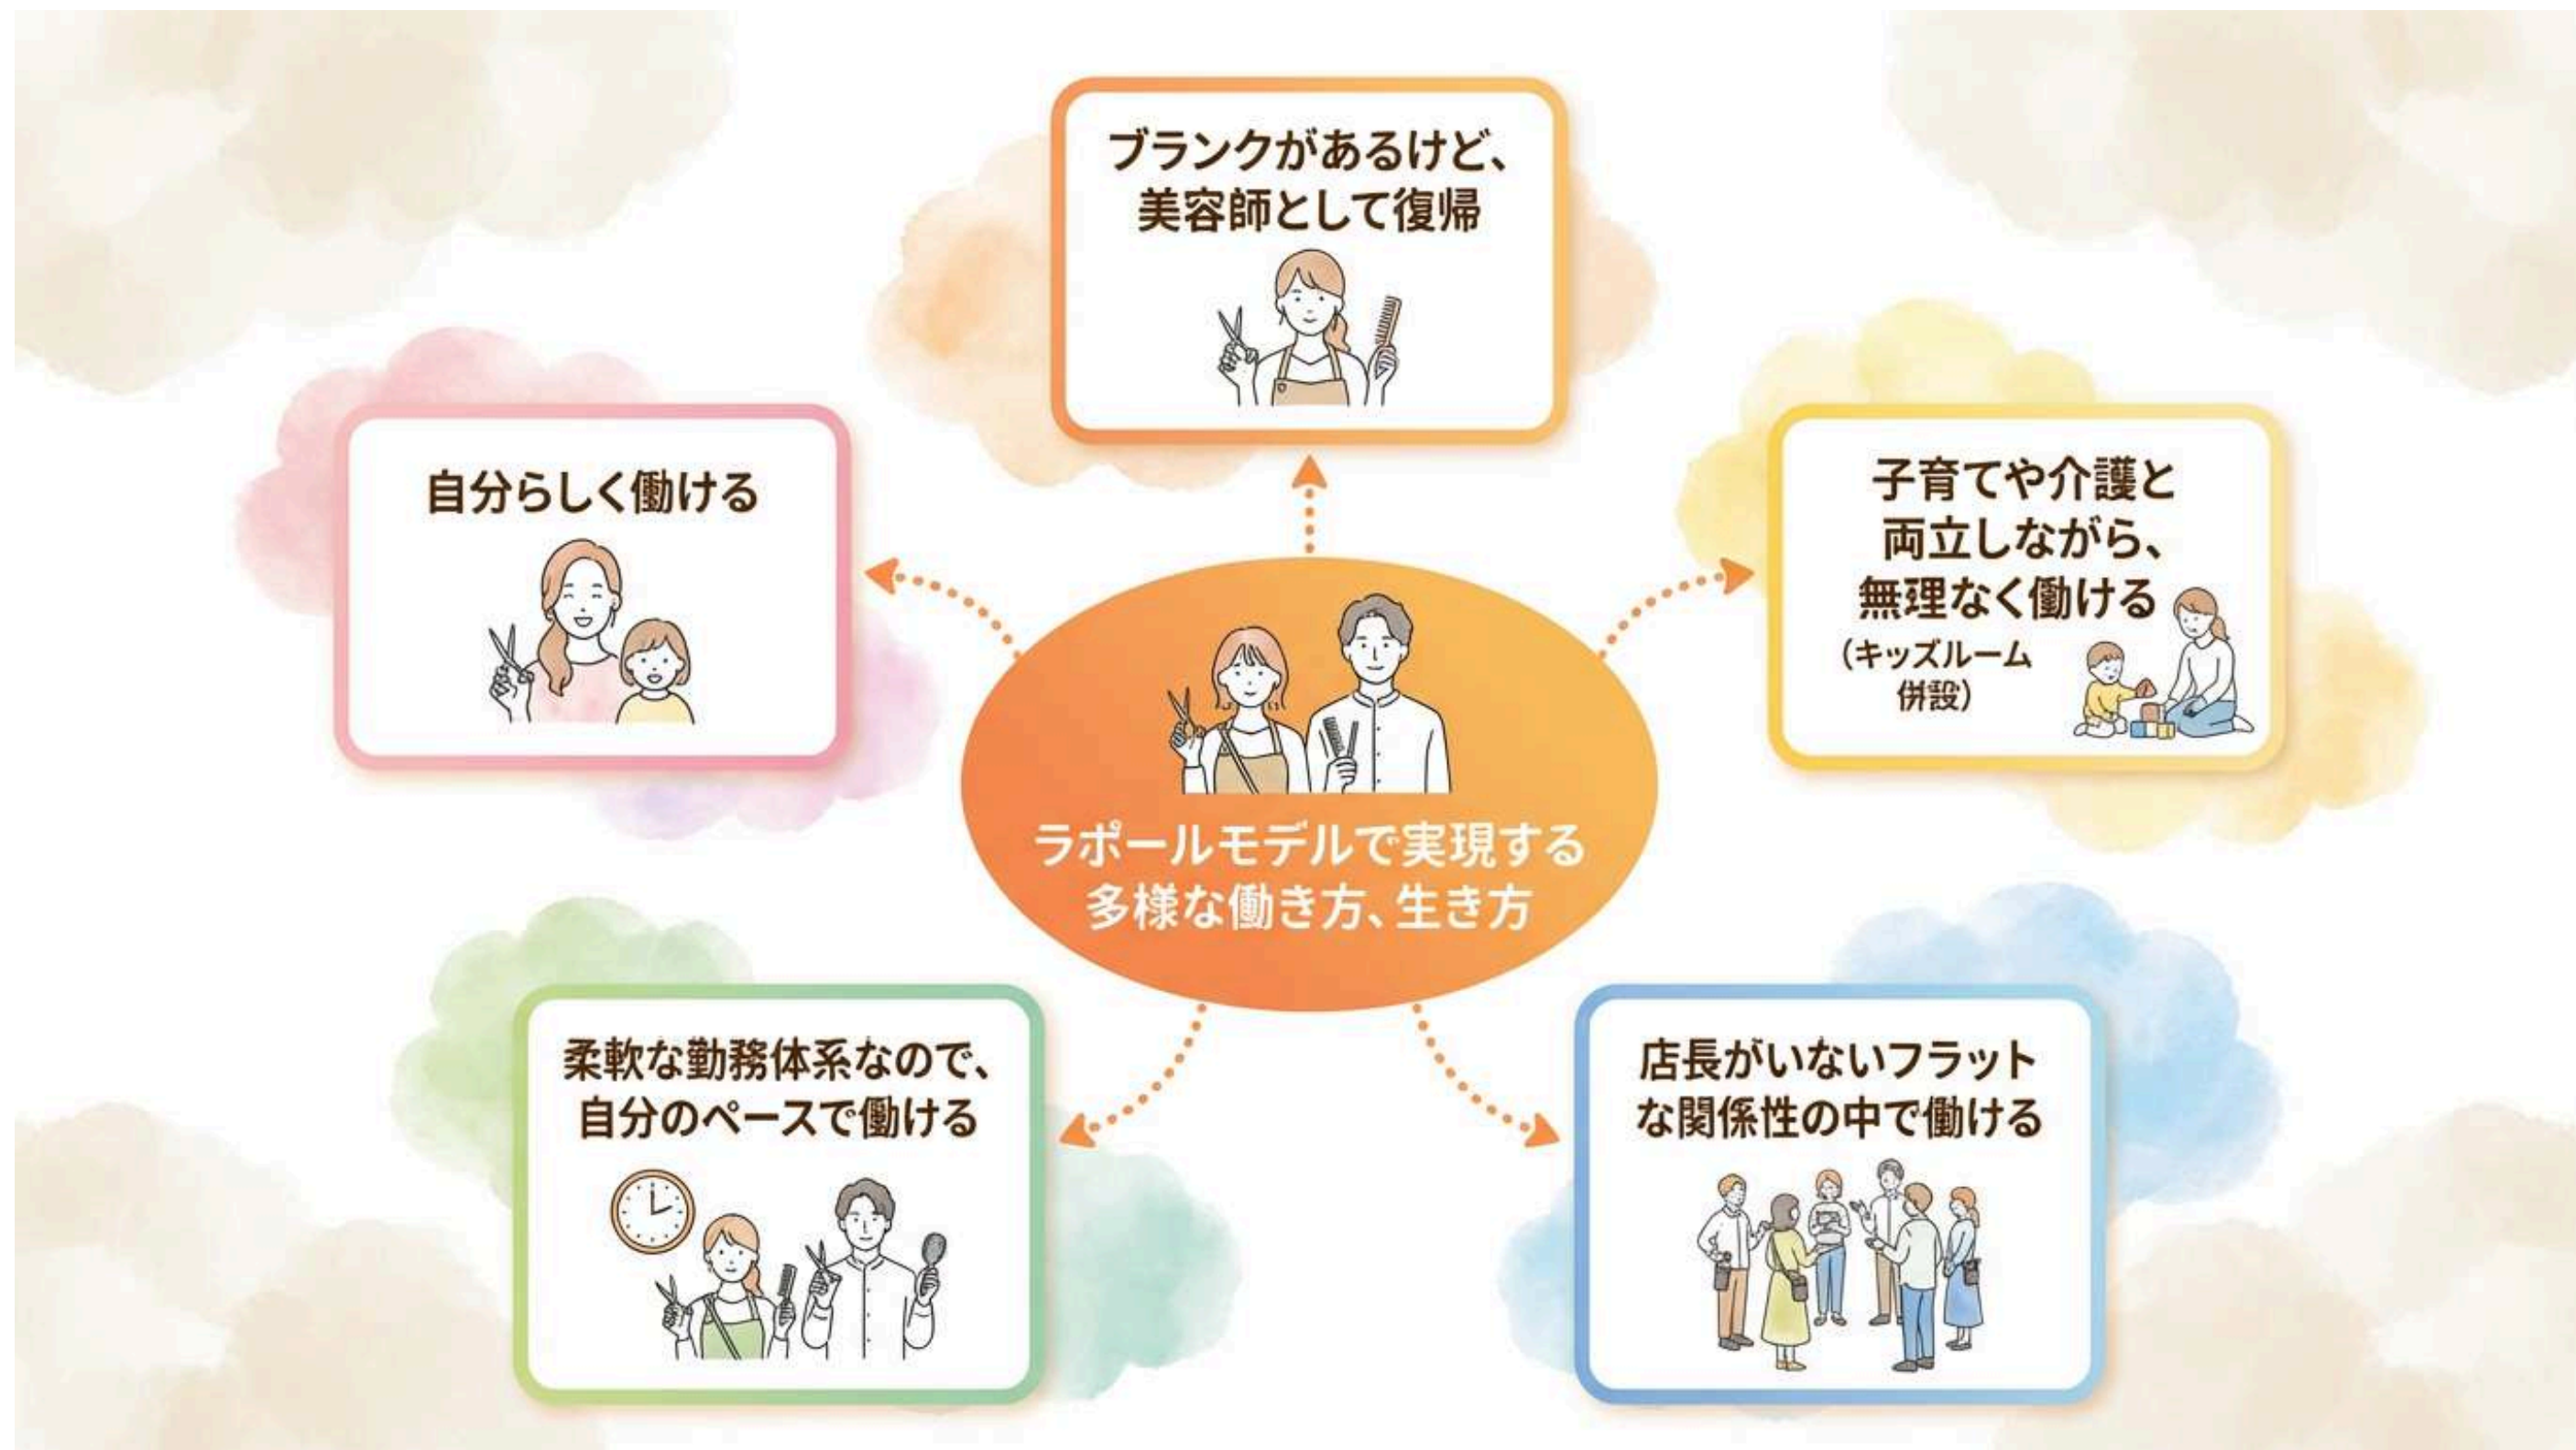 ブランクがあるけど、
美容師として復帰
自分らしく働ける
子育てや介護と
両立しながら、
無理なく働ける
(キッズルーム
併設)
ラポールモデルで実現する
多様な働き方、生き方
柔軟な勤務体系なので、
自分のペースで働ける
店長がいないフラット
な関係性の中で働ける